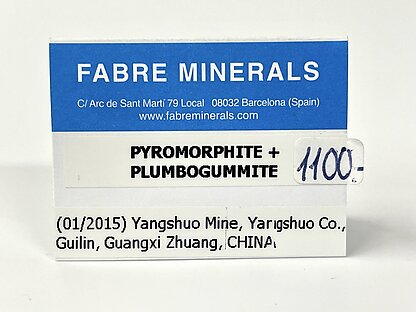 FABRE MINERALS
C/ Arc de Sant Martí 79 Local 08032 Barcelona (Spain)
www.fabreminerals.com
PYROMORPHITE +
PLUMBOGUMMITE
1100.-
(01/2015) Yangshuo Mine, Yangshuo Co.,
Guilin, Guangxi Zhuang, CHINA